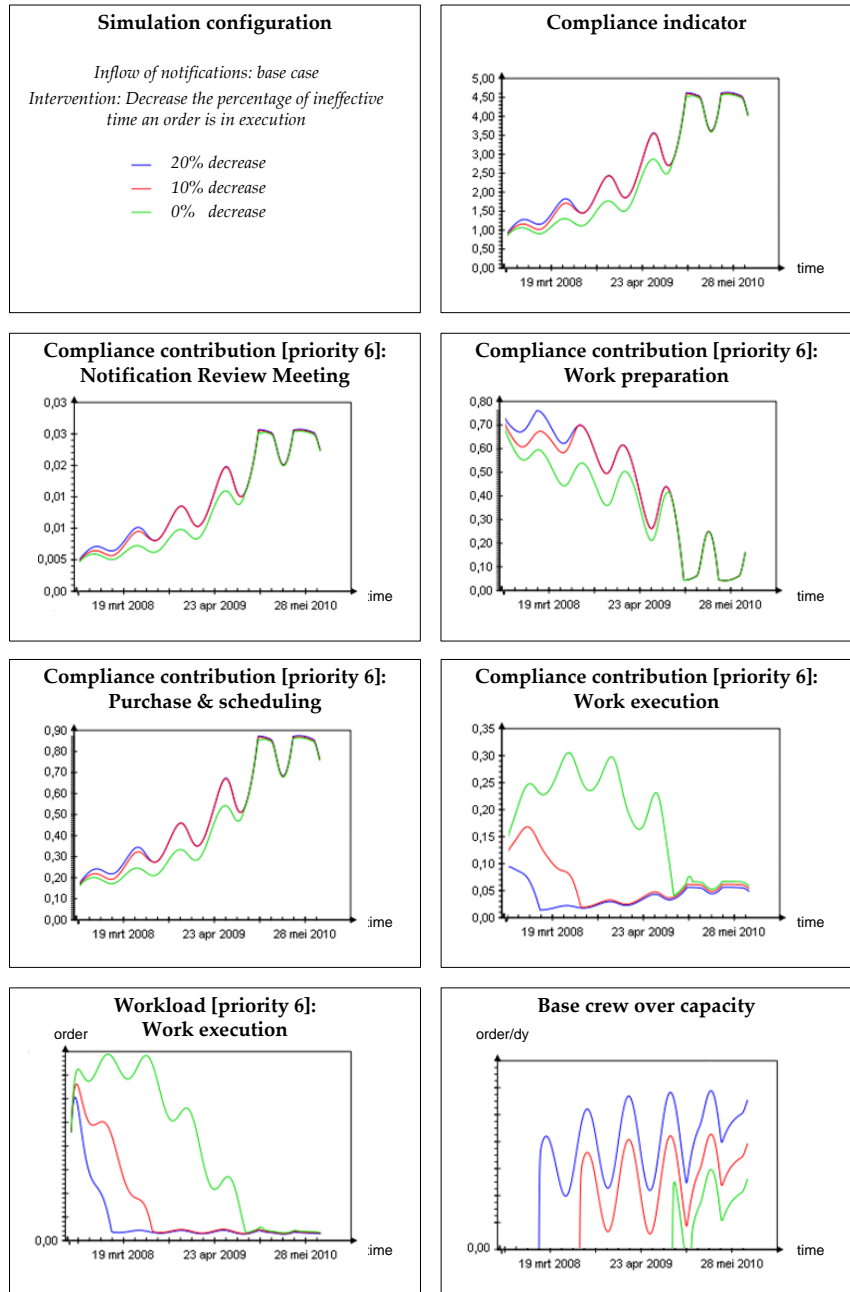 Simulation configuration
Inflow of notifications: base case
Intervention: Decrease the percentage of ineffective
time an order is in execution
20% decrease
10% decrease
0% decrease
Compliance indicator
5,00
4,50
4,00
3,50
3,00
2,50
2,00
1,50
1,00
0,50
0,00
19 mrt 2008
23 apr 2009
28 mei 2010
time
Compliance contribution [priority 6]:
Notification Review Meeting
0,03
0,03
0,02
0,01
0,01
0,005
0,00
19 mrt 2008
23 apr 2009
28 mei 2010
time
Compliance contribution [priority 6]:
Work preparation
0,80
0,70
0,60
0,50
0,40
0,30
0,20
0,10
0,00
19 mrt 2008
23 apr 2009
28 mei 2010
time
Compliance contribution [priority 6]:
Purchase & scheduling
0,90
0,80
0,70
0,60
0,50
0,40
0,30
0,20
0,10
0,00
19 mrt 2008
23 apr 2009
28 mei 2010
time
Compliance contribution [priority 6]:
Work execution
0,35
0,30
0,25
0,20
0,15
0,10
0,05
0,00
19 mrt 2008
23 apr 2009
28 mei 2010
time
Workload [priority 6]:
Work execution
order
0,00
19 mrt 2008
23 apr 2009
28 mei 2010
time
Base crew over capacity
order/dy
0,00
19 mrt 2008
23 apr 2009
28 mei 2010
time